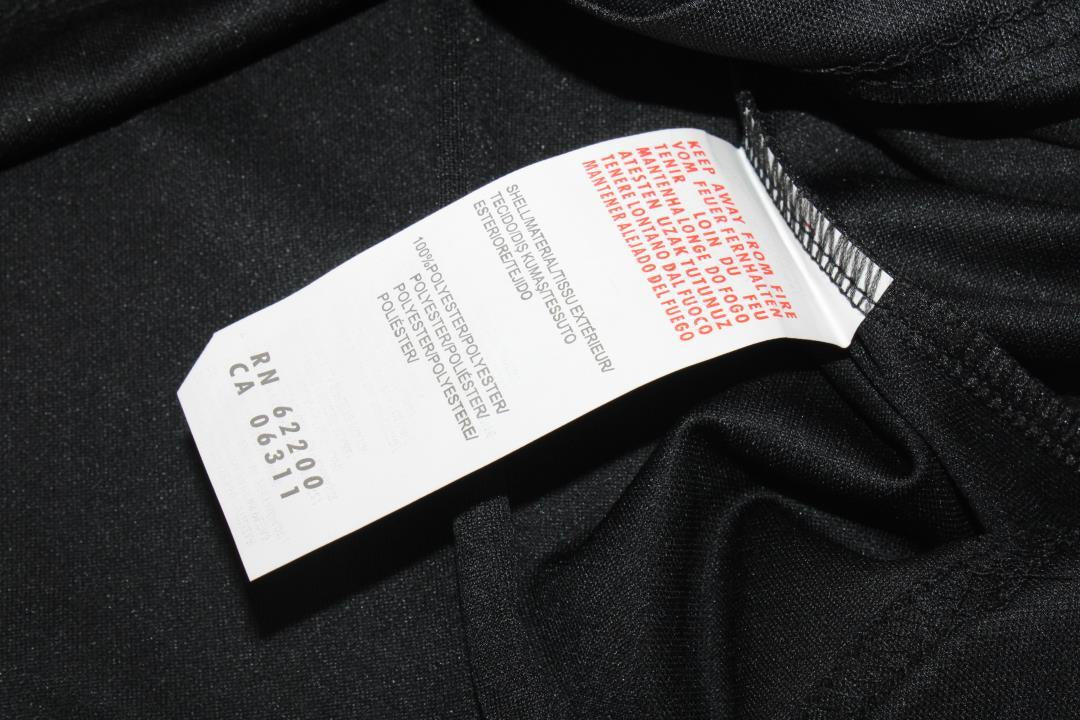 KEEP AWAY FROM FIRE
VOM FEUER FERNHALTEN
TENIR LOIN DU FEU
MANTENHA LONGE DO FOGO
ATEŞTEN UZAK TUTUNUZ
TENERE LONTANO DAL FUOCO
MANTENER ALEJADO DEL FUEGO
SHELL/MATERIAL/TISSU EXTÉRIEUR/
TECIDO/DIŞ KUMAŞ/TESSUTO
ESTERIORE/TEJIDO
100%POLYESTER/POLYESTER/
POLYESTER/POLIÉSTER/
POLYESTER/POLYESTERE/
POLIÉSTER/
RN 62200
CA 06311